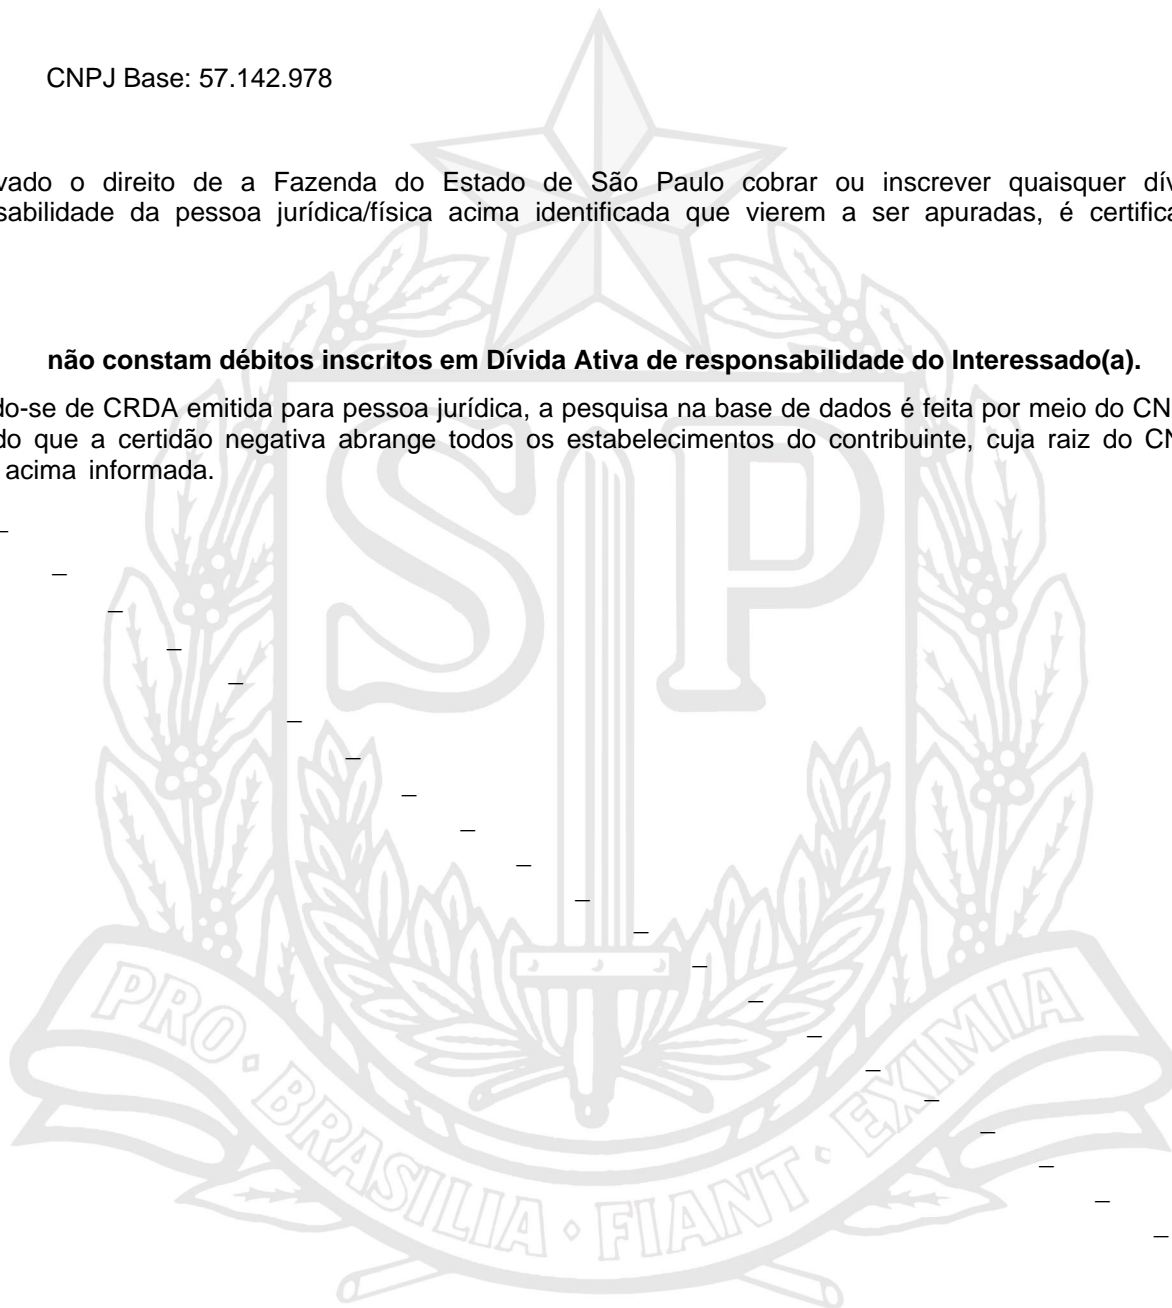 CNPJ Base: 57.142.978
vado o direito de a Fazenda do Estado de São Paulo cobrar ou inscrever quaisquer dív
sabilidade da pessoa jurídica/física acima identificada que vierem a ser apuradas, é certifica
não constam débitos inscritos em Dívida Ativa de responsabilidade do Interessado(a).
do-se de CRDA emitida para pessoa jurídica, a pesquisa na base de dados é feita por meio do CN
do que a certidão negativa abrange todos os estabelecimentos do contribuinte, cuja raiz do CN
acima informada.
SP
PRO • BRASILIA • FIANT • EXIMIA